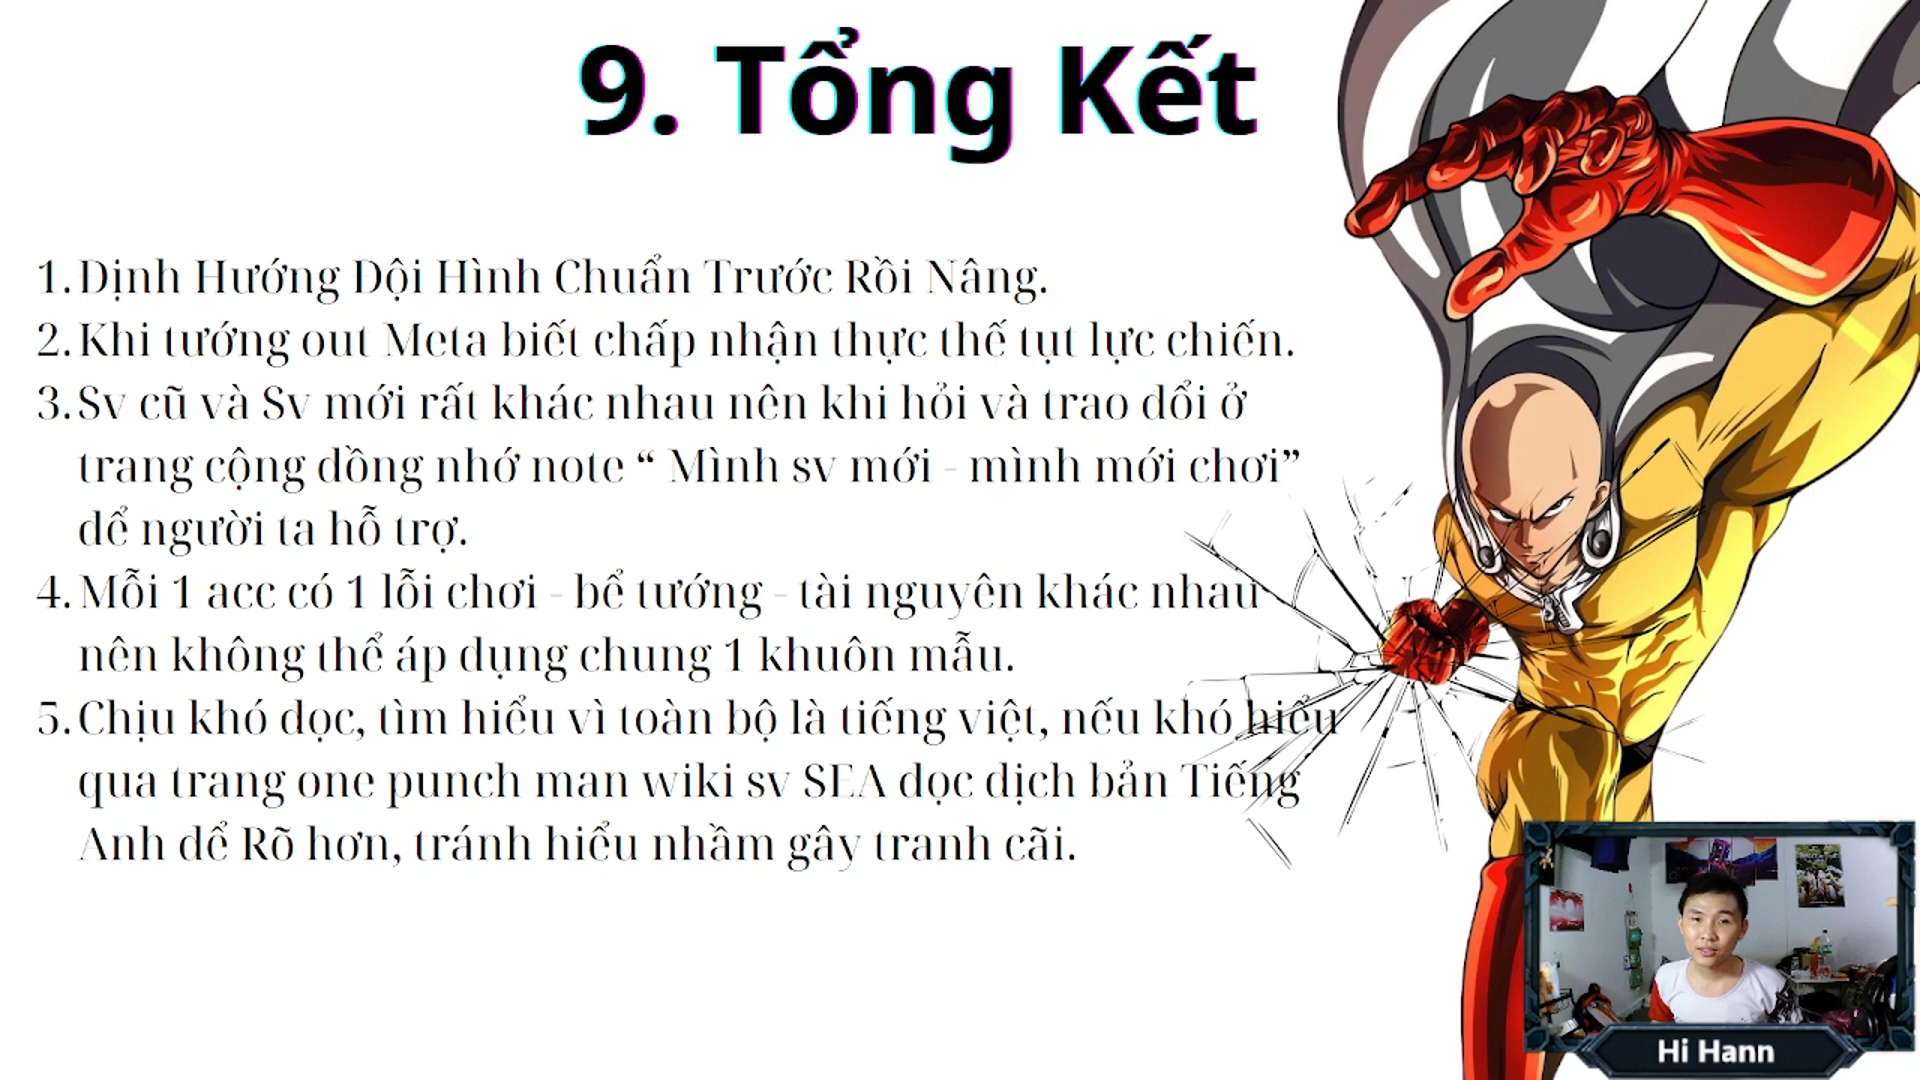 9. Tổng Kết
1. Định Hướng Đội Hình Chuẩn Trước Rồi Nâng.
2. Khi tướng out Meta biết chấp nhận thực thế tụt lực chiến.
3. Sv cũ và Sv mới rất khác nhau nên khi hỏi và trao đổi ở
trang cộng đồng nhớ note “ Mình sv mới - mình mới chơi”
để người ta hỗ trợ.
4. Mỗi 1 acc có 1 lỗi chơi - bể tướng - tài nguyên khác nhau
nên không thể áp dụng chung 1 khuôn mẫu.
5. Chịu khó đọc, tìm hiểu vì toàn bộ là tiếng việt, nếu khó hiểu
qua trang one punch man wiki sv SEA đọc dịch bản Tiếng
Anh để Rõ hơn, tránh hiểu nhầm gây tranh cãi.
Hi Hann